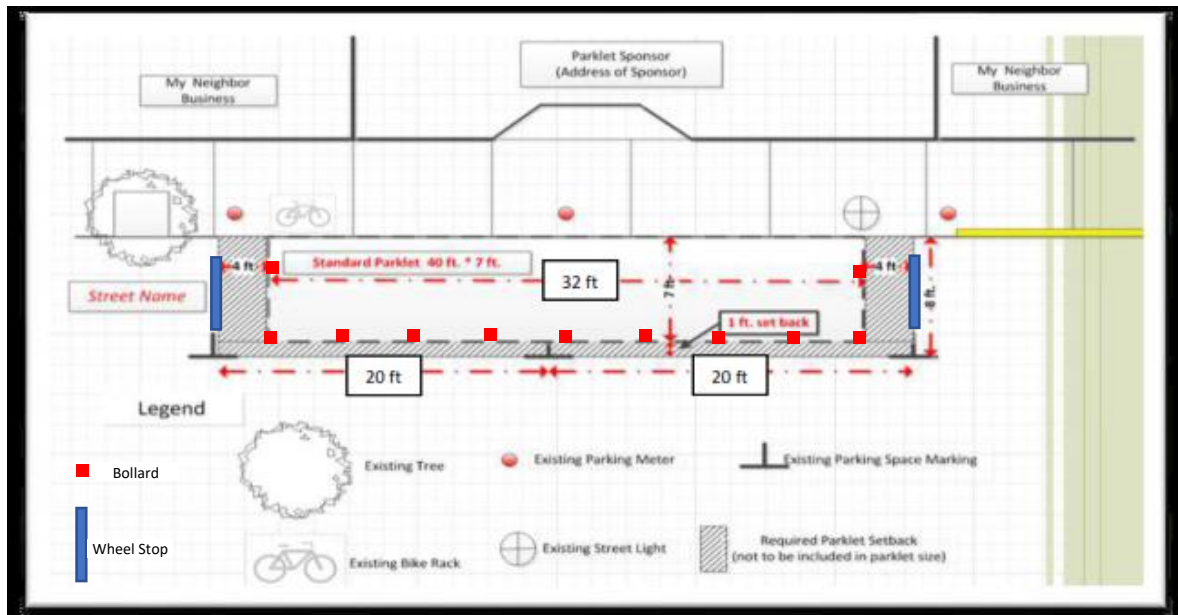 Parklet Sponsor
(Address of Sponsor)
My Neighbor
Business
My Neighbor
Business
4 ft
Standard Parklet 40 ft. * 7 ft.
32 ft
7 ft
4 ft
8 ft.
Street Name
1 ft. set back
20 ft
20 ft
Legend
Bollard
Existing Tree
Existing Parking Meter
Existing Parking Space Marking
Wheel Stop
Existing Bike Rack
Existing Street Light
Required Parklet Setback
(not to be included in parklet size)